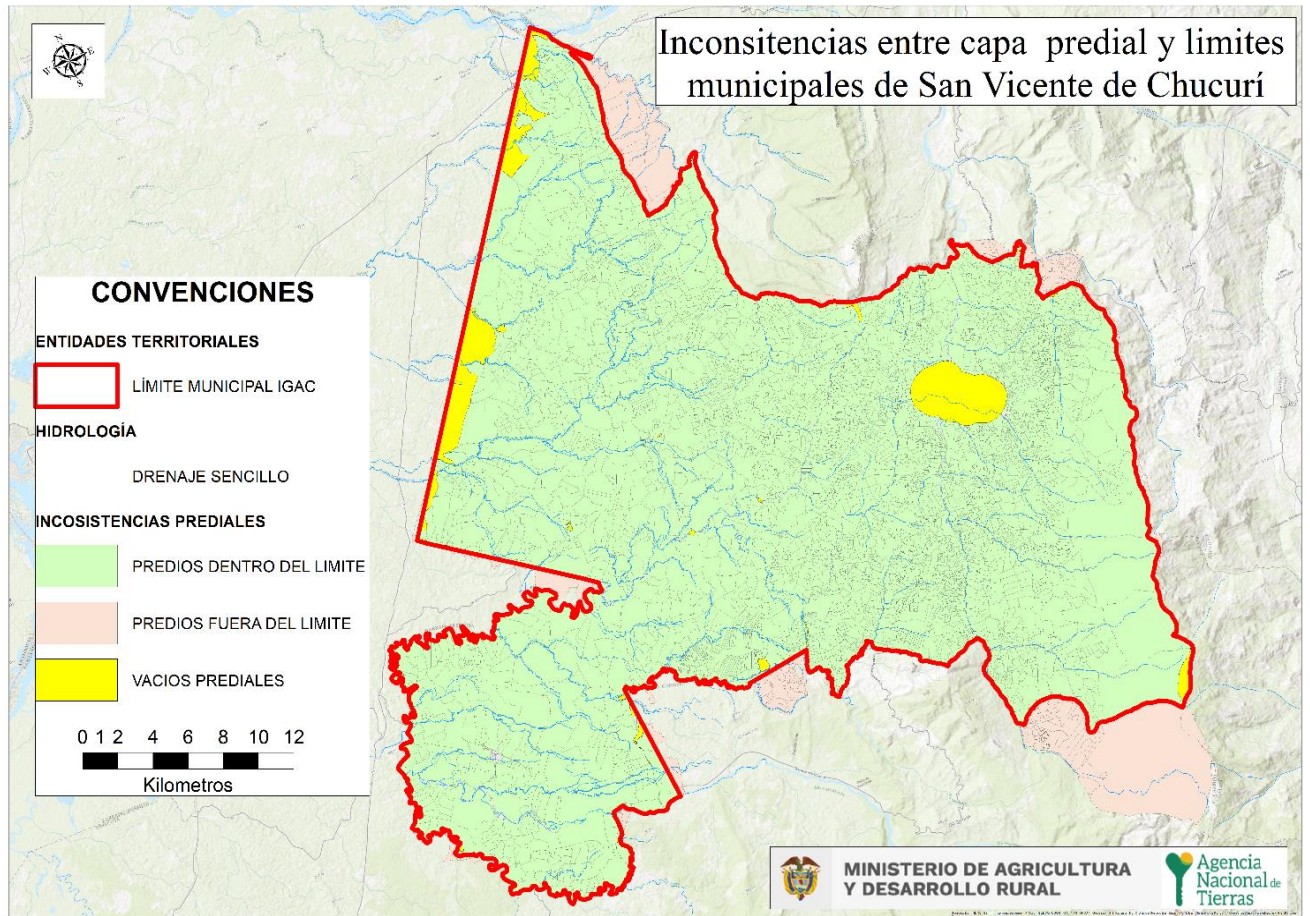 Inconsitencias entre capa predial y limites
municipales de San Vicente de Chucurí
N
E
S
W
CONVENCIONES
ENTIDADES TERRITORIALES
LÍMITE MUNICIPAL IGAC
HIDROLOGÍA
DRENAJE SENCILLO
INCOSISTENCIAS PREDIALES
PREDIOS DENTRO DEL LIMITE
PREDIOS FUERA DEL LIMITE
VACIOS PREDIALES
0 1 2 4 6 8 10 12
Kilometros
MINISTERIO DE AGRICULTURA
Y DESARROLLO RURAL
Agencia
Nacional de
Tierras